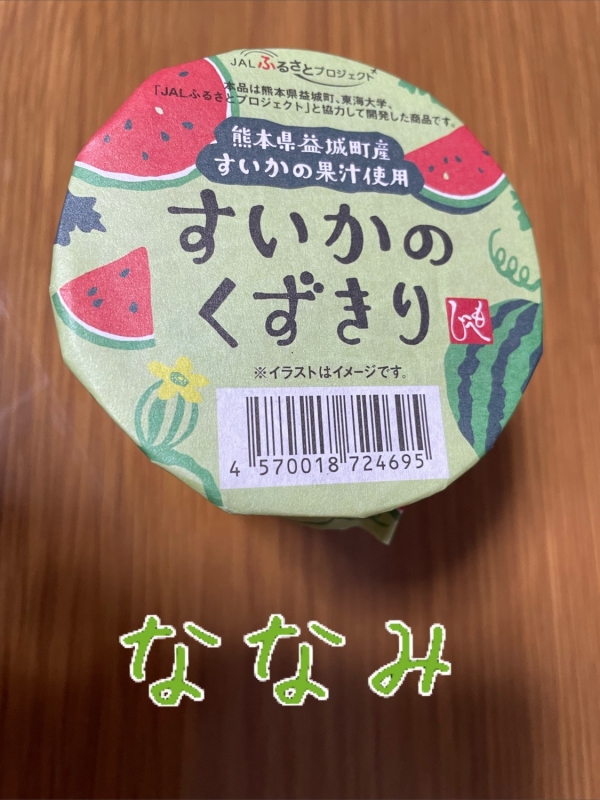 JALふるさとプロジェクト
本品は熊本県益城町、東海大学、
「JALふるさとプロジェクト」と協力して開発した商品です。
熊本県益城町産
すいかの果汁使用
すいかの
くずきり
もへじ
※イラストはイメージです。
4 570018 724695
ななみ